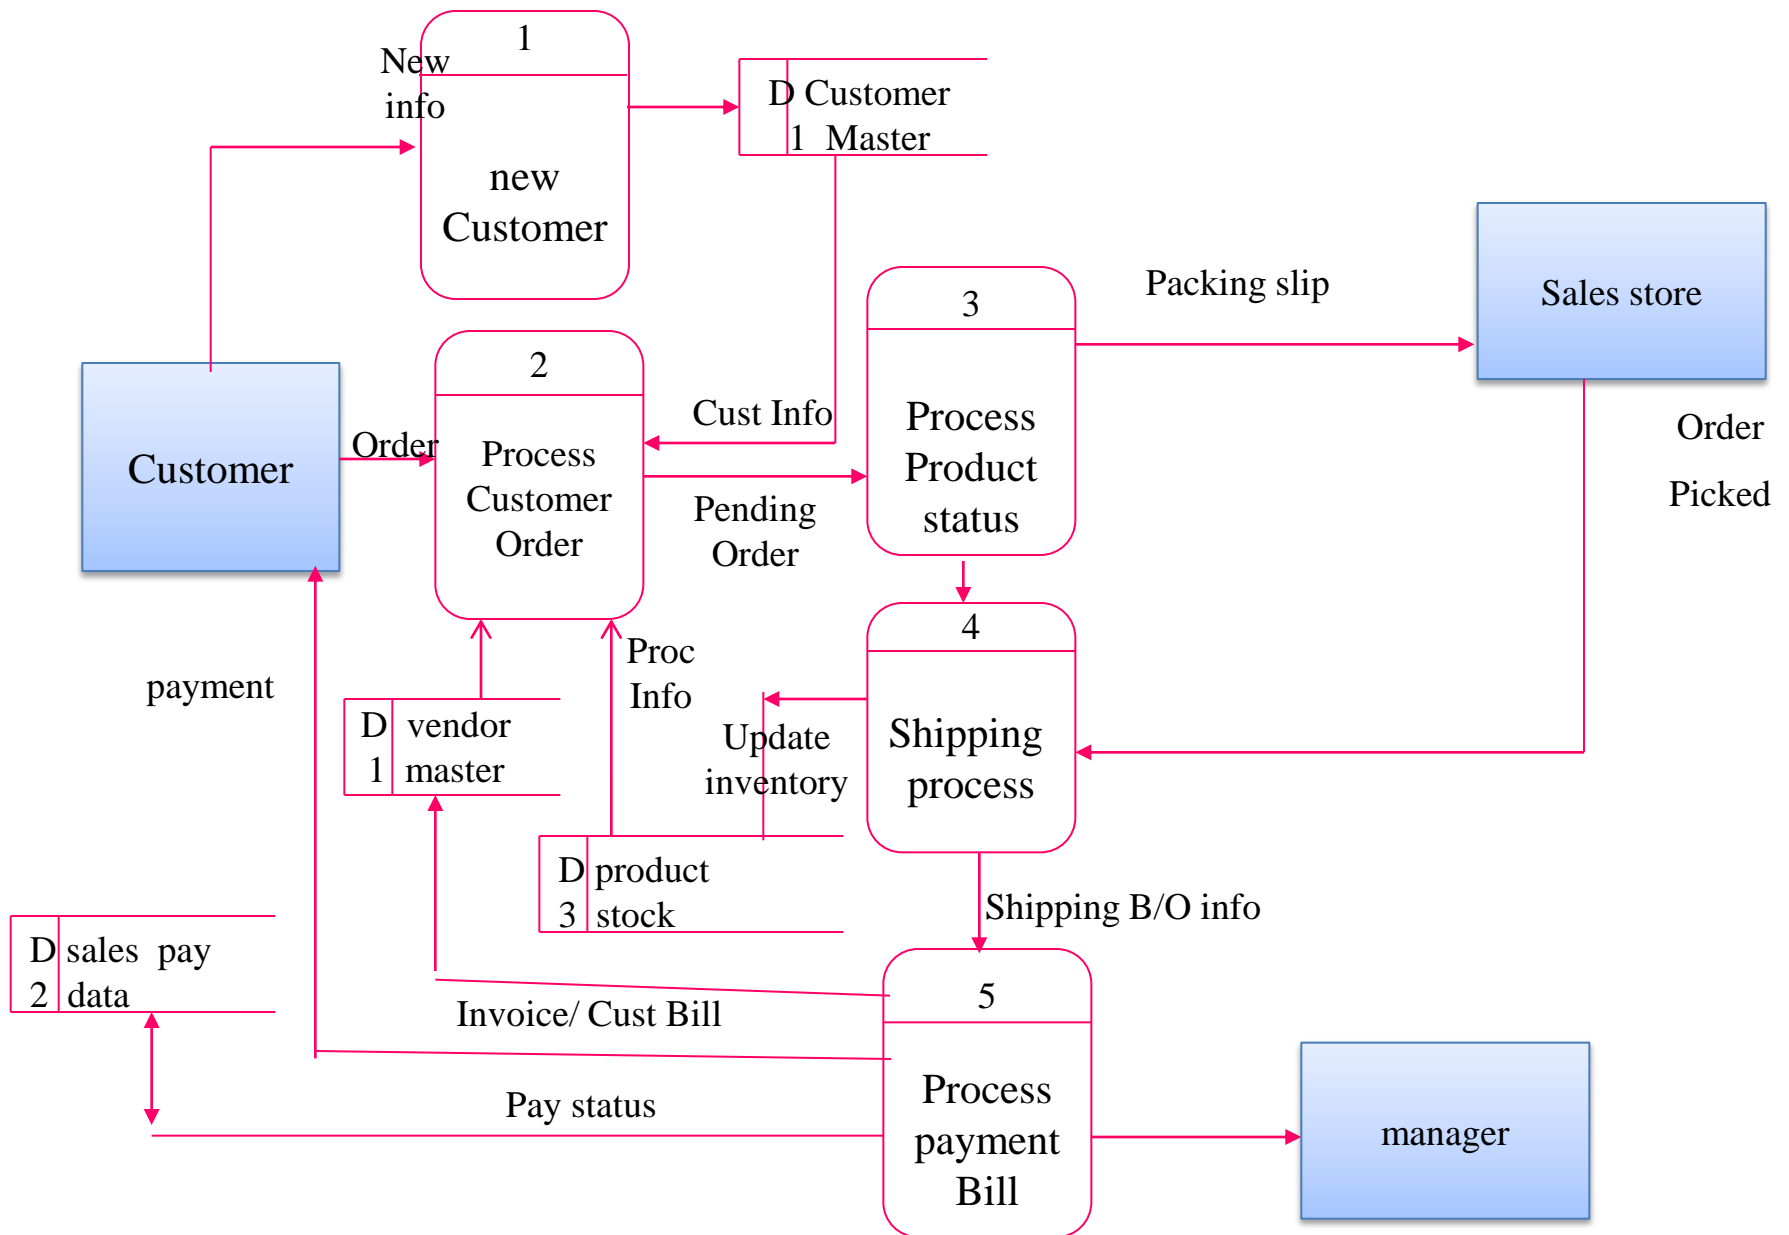 1
New
info
new
Customer
D Customer
1 Master
Sales store
Packing slip
3
Process
Product
status
2
Process
Customer
Order
Customer
Order
Cust Info
Pending
Order
Order
Picked
4
Shipping
process
Proc
Info
payment
D vendor
1 master
Update
inventory
D product
3 stock
Shipping B/O info
D sales pay
2 data
5
Process
payment
Bill
Invoice/ Cust Bill
Pay status
manager